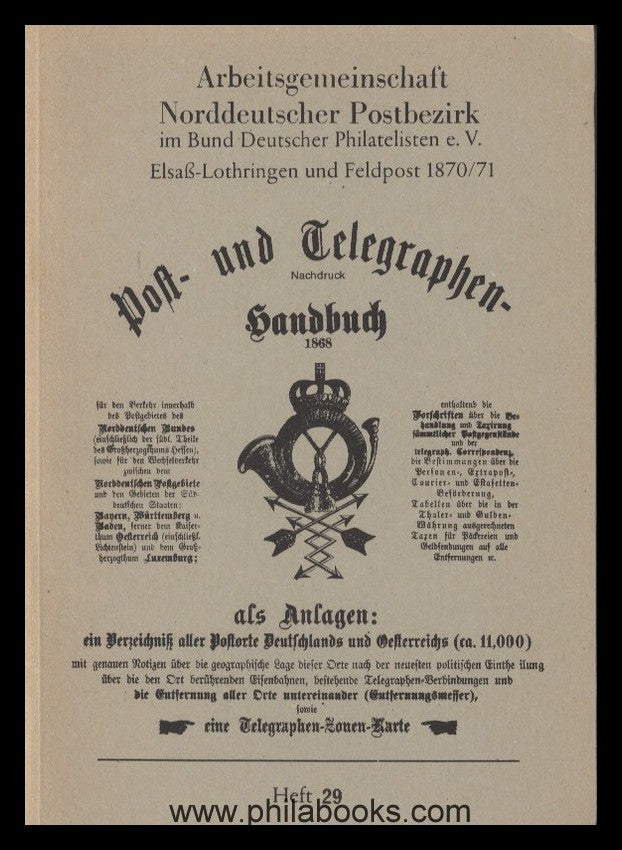 Arbeitsgemeinschaft
Norddeutscher Postbezirk
im Bund Deutscher Philatelisten e. V.
Elsaß-Lothringen und Feldpost 1870/71
Post- und Telegraphen-
Nachdruck
Handbuch
1868
für den Verkehr innerhalb
des Postgebietes des
Norddeutschen Bundes
(einschließlich der südl. Theile
des Großherzogthums Hessen),
sowie für den Wechselverkehr
zwischen dem
Norddeutschen Postgebiete
und den Gebieten der Süd-
deutschen Staaten:
Bayern, Württemberg u.
Baden, ferner dem Kaiser-
thum Oesterreich (einschließl.
Lichtenstein) und dem Groß-
herzogthum Luxemburg;
enthaltend die
Vorschriften über die Be-
handlung und Taxirung
sämmtlicher Postgegenstände
und der
telegraph. Correspondenz,
die Bestimmungen über die
Personen-, Extrapost-,
Courier- und Estafetten-
Beförderung,
Tabellen über die in der
Thaler- und Gulden-
Währung ausgerechneten
Taxen für Päckereien und
Geldsendungen auf alle
Entfernungen ꝛc.
als Anlagen:
ein Verzeichniß aller Postorte Deutschlands und Oesterreichs (ca. 11,000)
mit genauen Notizen über die geographische Lage dieser Orte nach der neuesten politischen Einthe ilung
über die den Ort berührenden Eisenbahnen, bestehende Telegraphen-Verbindungen und
die Entfernung aller Orte untereinander (Entfernungsmesser),
sowie
eine Telegraphen-Zonen-Karte
Heft 29
www.philabooks.com